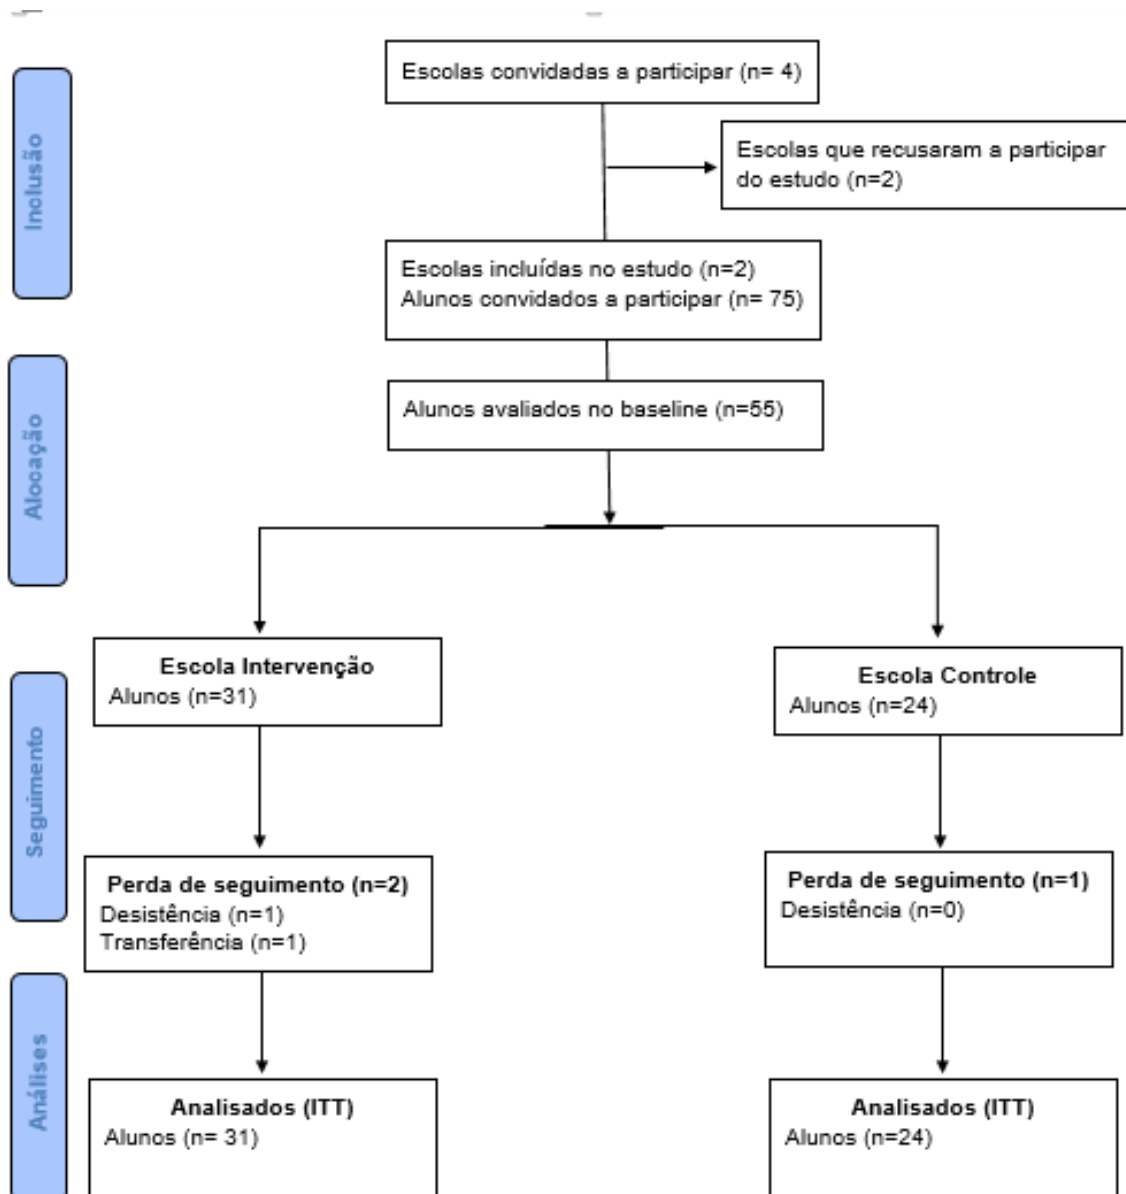 Escolas convidadas a participar (n= 4)
Inclusão
Escolas que recusaram a participar
do estudo (n=2)
Escolas incluídas no estudo (n=2)
Alunos convidados a participar (n= 75)
Alocação
Alunos avaliados no baseline (n=55)
Escola Intervenção
Alunos (n=31)
Escola Controle
Alunos (n=24)
Seguimento
Perda de seguimento (n=2)
Desistência (n=1)
Transferência (n=1)
Perda de seguimento (n=1)
Desistência (n=0)
Análises
Analisados (ITT)
Alunos (n= 31)
Analisados (ITT)
Alunos (n=24)